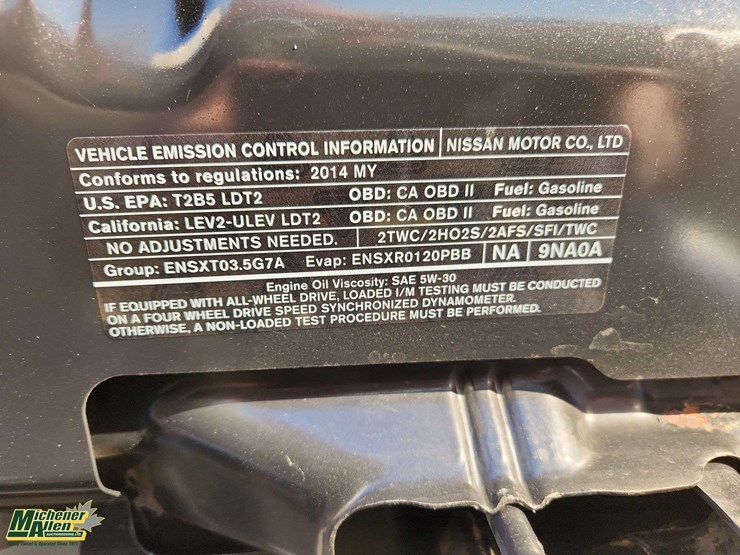 VEHICLE EMISSION CONTROL INFORMATION NISSAN MOTOR CO., LTD
Conforms to regulations: 2014 MY
U.S. EPA: T2B5 LDT2 OBD: CA OBD II Fuel: Gasoline
California: LEV2-ULEV LDT2 OBD: CA OBD II Fuel: Gasoline
NO ADJUSTMENTS NEEDED. 2TWC/2HO2S/2AFS/SFI/TWC
Group: ENSXT03.5G7A Evap: ENSXR0120PBB NA 9NA0A
Engine Oil Viscosity: SAE 5W-30
IF EQUIPPED WITH ALL-WHEEL DRIVE, LOADED I/M TESTING MUST BE CONDUCTED
ON A FOUR WHEEL DRIVE SPEED SYNCHRONIZED DYNAMOMETER.
OTHERWISE, A NON-LOADED TEST PROCEDURE MUST BE PERFORMED.
Michener
Allen
AUCTIONEERING LTD.